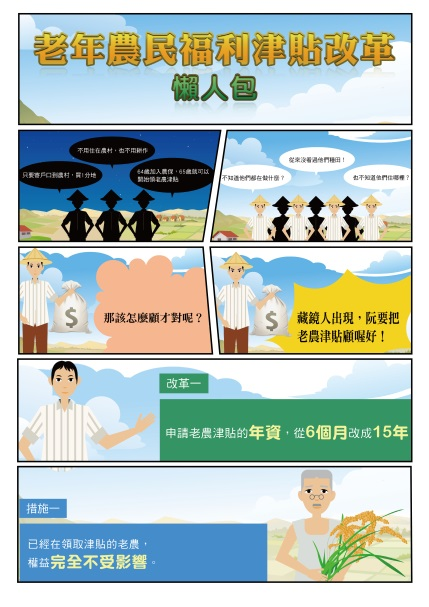 老年農民福利津貼改革
懶人包
不用住在農村，也不用耕作
只要寄戶口到農村，買1分地
64歲加入農保，65歲就可以
開始領老農津貼
從來沒看過他們種田！
不知道他們都在做什麼？
也不知道他們住哪裡？
那該怎麼顧才對呢？
藏鏡人出現，阮要把
老農津貼顧喔好！
改革一
申請老農津貼的年資，從6個月改成15年
措施一
已經在領取津貼的老農，
權益完全不受影響。